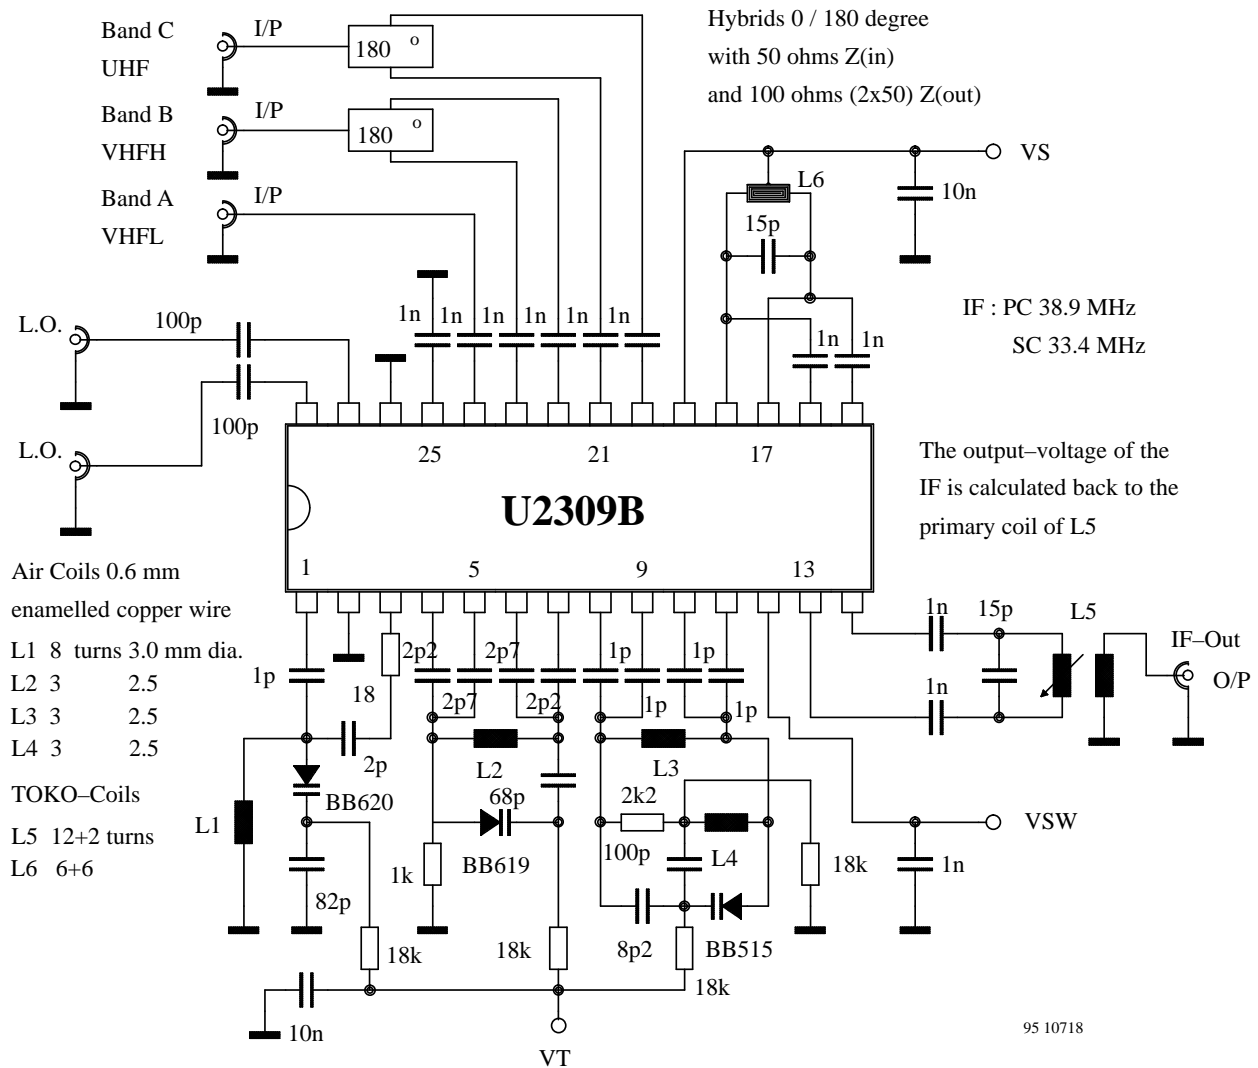 Band C
I/P
UHF
180 o
Hybrids 0 / 180 degree
with 50 ohms Z(in)
and 100 ohms (2x50) Z(out)
Band B
I/P
VHFH
180 o
Band A
I/P
VHFL
VS
L6
10n
15p
IF : PC 38.9 MHz
SC 33.4 MHz
L.O.
100p
1n
1n
1n
1n
1n
1n
1n
1n
100p
L.O.
25
21
17
U2309B
1
5
9
13
The output–voltage of the
IF is calculated back to the
primary coil of L5
Air Coils 0.6 mm
enamelled copper wire
L1 8 turns 3.0 mm dia.
L2 3 2.5
L3 3 2.5
L4 3 2.5
TOKO–Coils
L5 12+2 turns
L6 6+6
1p
18
2p2
2p7
2p7
2p2
1p
1p
1p
1p
1n
15p
L5
1n
IF–Out
O/P
2p
BB620
L2
68p
L3
L1
82p
1k
BB619
2k2
100p
L4
18k
VSW
1n
18k
18k
8p2
BB515
18k
10n
VT
95 10718